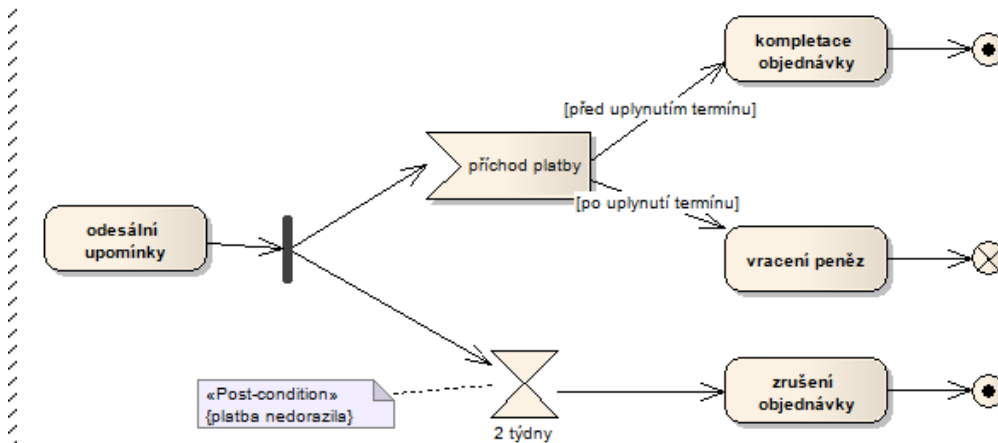 kompletace
objednávky
[před uplynutím termínu]
příchod platby
[po uplynutí termínu]
odesální
upomínky
vracení peněz
«Post-condition»
{platba nedorazila}
2 týdny
zrušení
objednávky